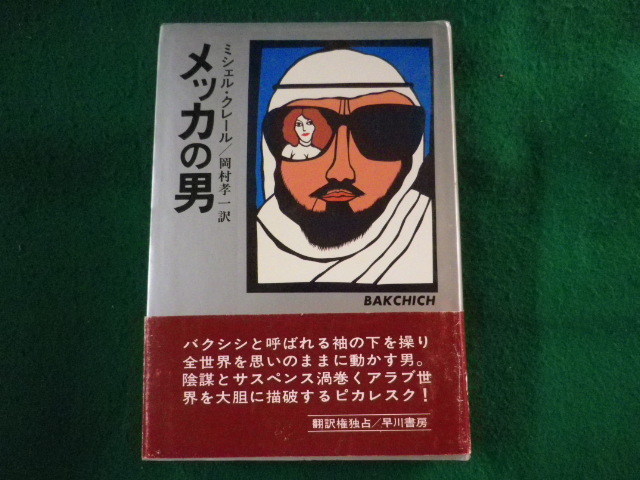 メッカの男
ミシェル・クレール／岡村孝一訳
BAKCHICH
バクシシと呼ばれる袖の下を操り
全世界を思いのままに動かす男。
陰謀とサスペンス渦巻くアラブ世
界を大胆に描破するピカレスク！
翻訳権独占／早川書房